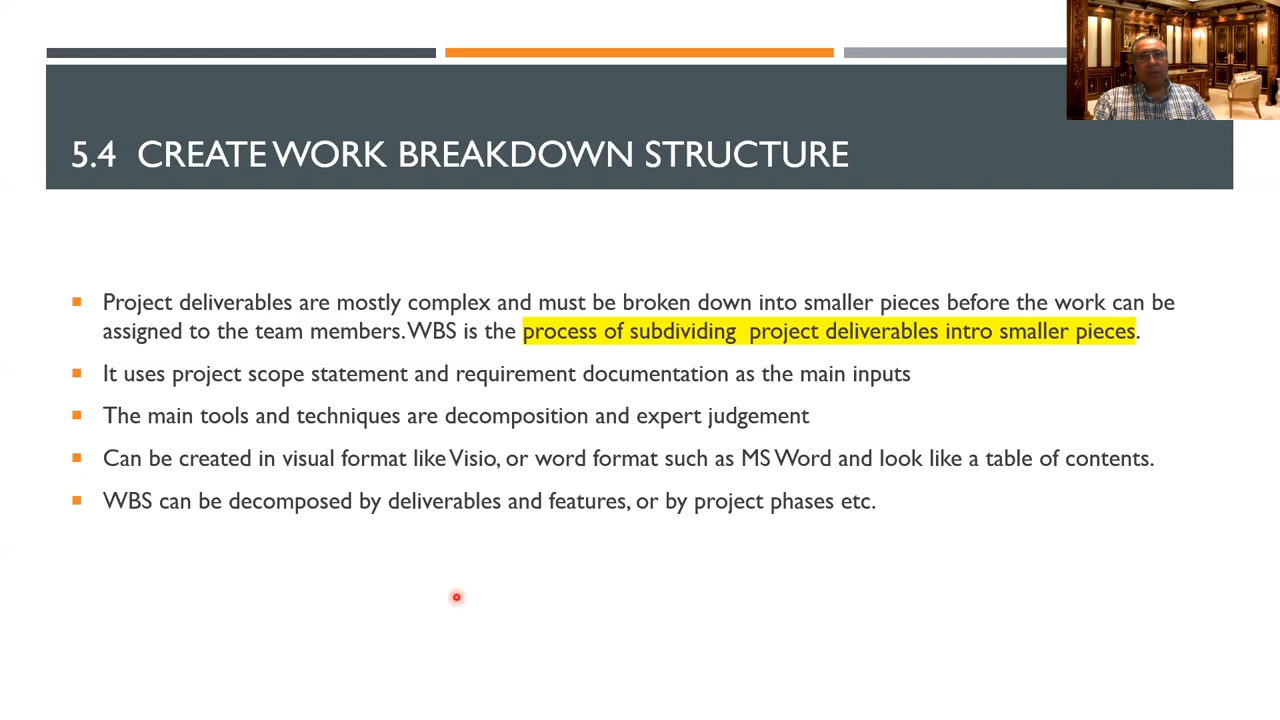 5.4 CREATE WORK BREAKDOWN STRUCTURE
Project deliverables are mostly complex and must be broken down into smaller pieces before the work can be
assigned to the team members. WBS is the process of subdividing project deliverables intro smaller pieces.
It uses project scope statement and requirement documentation as the main inputs
The main tools and techniques are decomposition and expert judgement
Can be created in visual format like Visio, or word format such as MS Word and look like a table of contents.
WBS can be decomposed by deliverables and features, or by project phases etc.